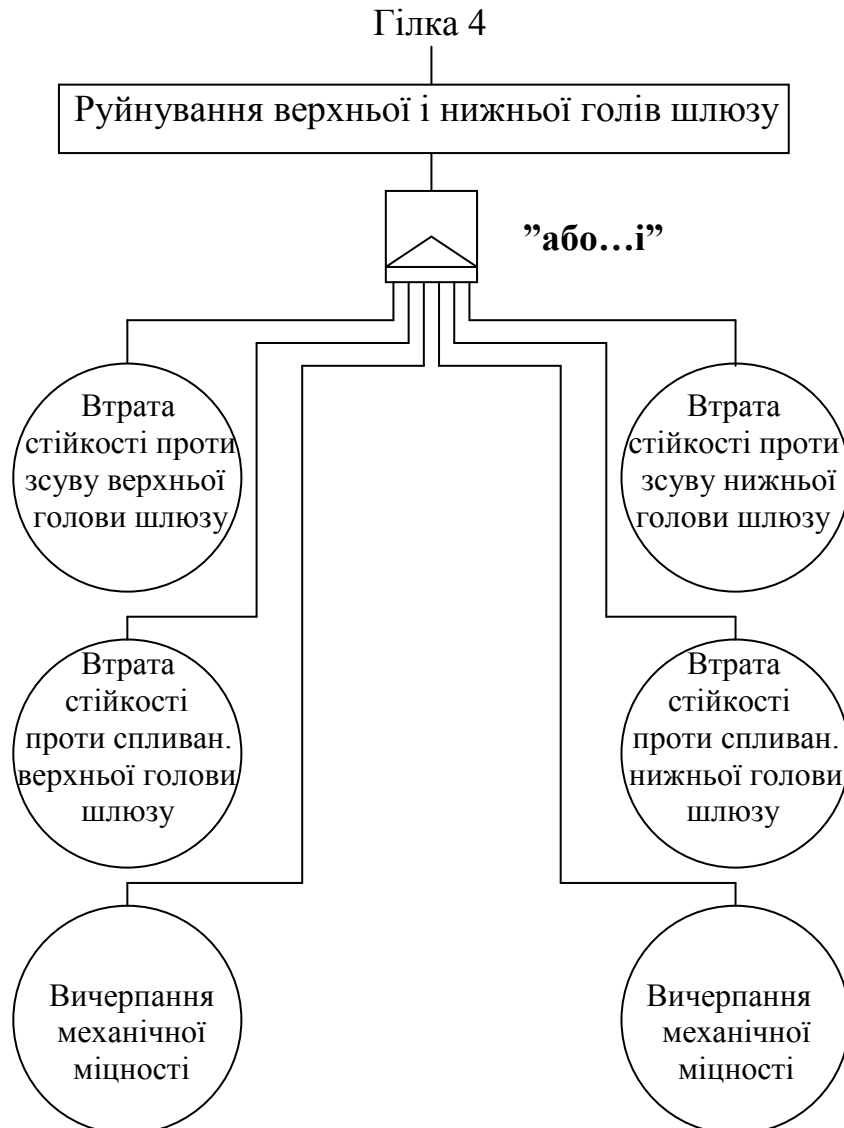 Гілка 4
Руйнування верхньої і нижньої голів шлюзу
”або…і”
Втрата
стійкості проти
зсуву верхньої
голови шлюзу
Втрата
стійкості проти
зсуву нижньої
голови шлюзу
Втрата
стійкості
проти спливан.
верхньої голови
шлюзу
Втрата
стійкості
проти спливан.
нижньої голови
шлюзу
Вичерпання
механічної
міцності
Вичерпання
механічної
міцності